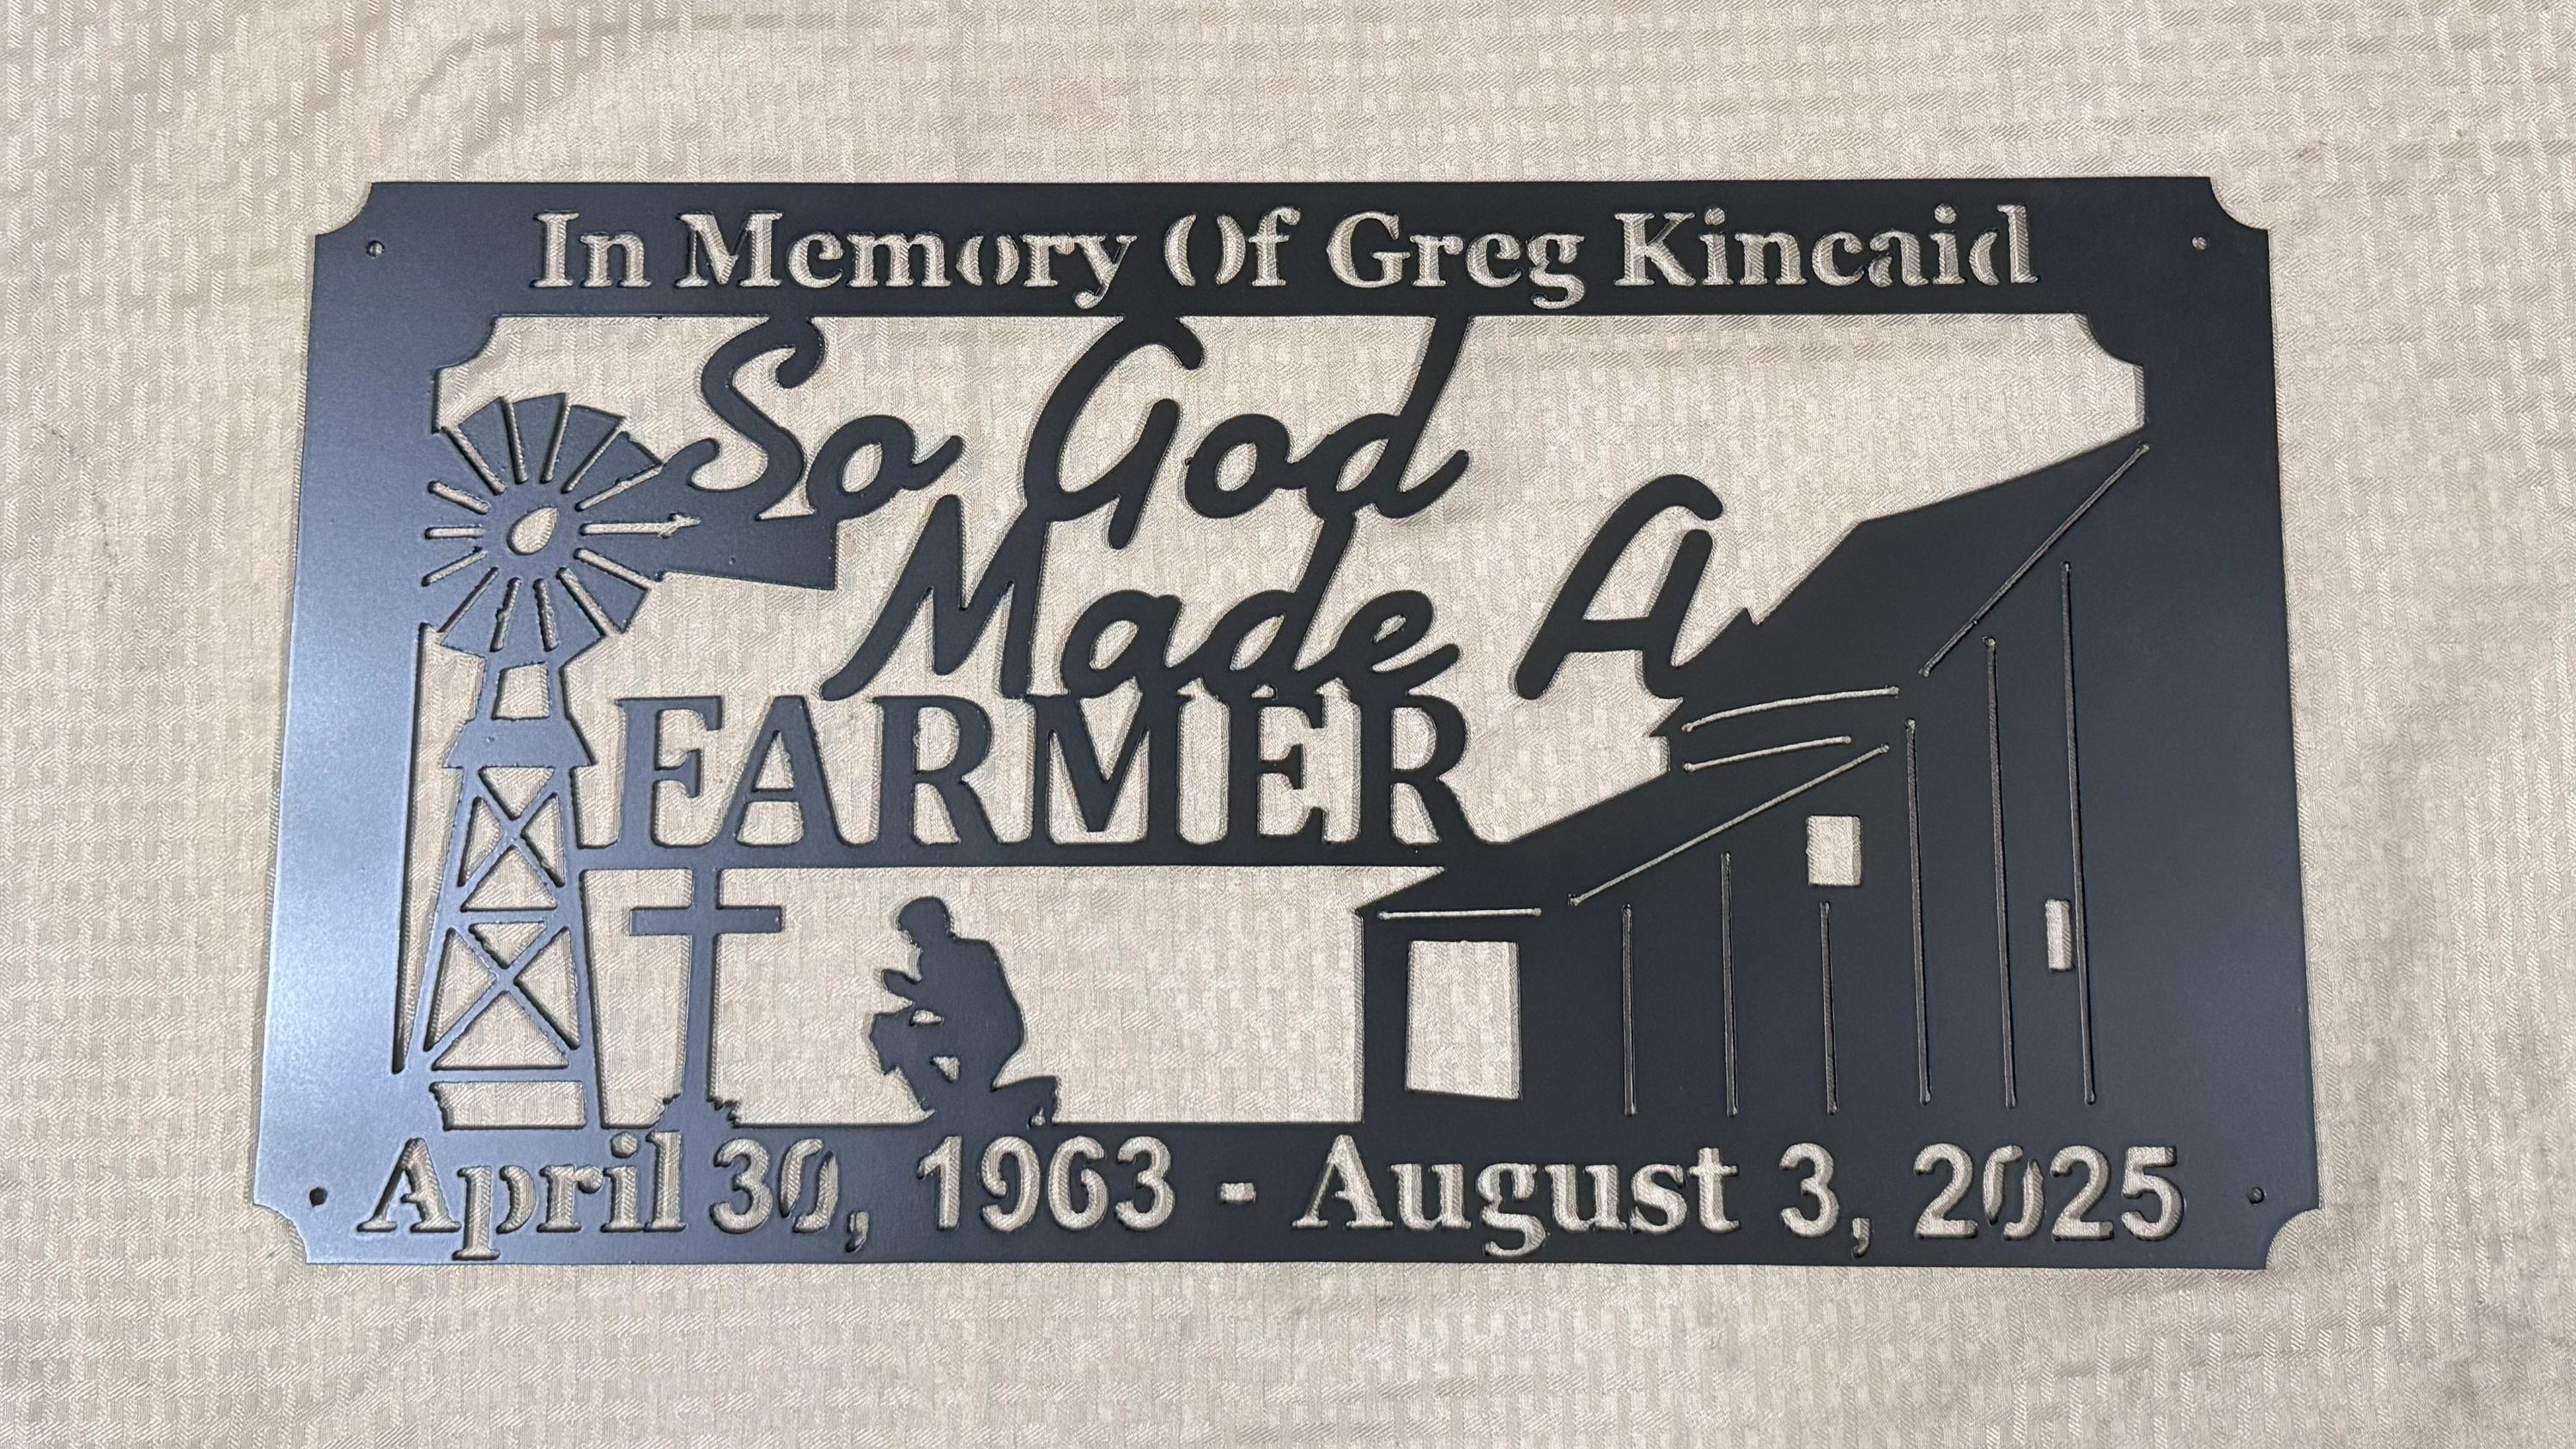 In Memory Of Greg Kincaid
So God
Made A
FARMER
April 30, 1963 - August 3, 2025